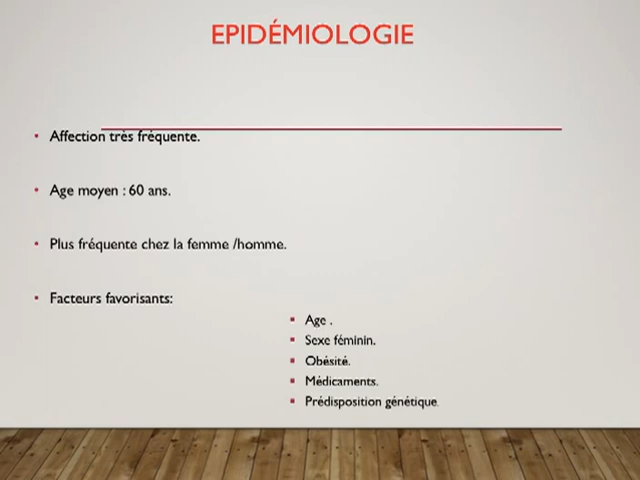 EPIDÉMIOLOGIE
• Affection très fréquente.
• Age moyen : 60 ans.
• Plus fréquente chez la femme /homme.
• Facteurs favorisants:
▪ Age .
▪ Sexe féminin.
▪ Obésité.
▪ Médicaments.
▪ Prédisposition génétique.